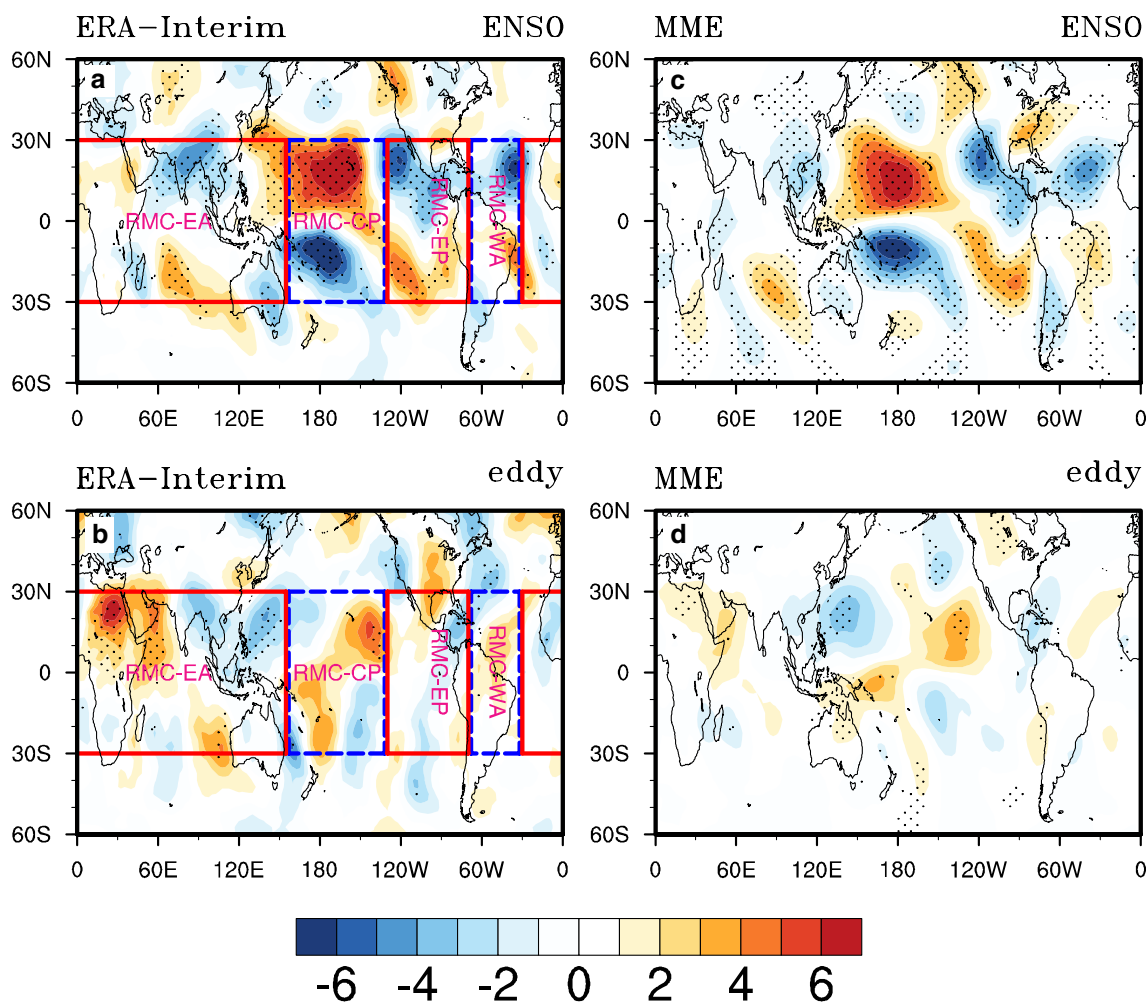 ERA-Interim ENSO
MME ENSO
60N
30N
0
30S
60S
a
RMC-EA
RMC-CP
RMC-EP
RMC-WA
0 60E 120E 180 120W 60W 0
60N
30N
0
30S
60S
c
0 60E 120E 180 120W 60W 0
ERA-Interim eddy
MME eddy
60N
30N
0
30S
60S
b
RMC-EA
RMC-CP
RMC-EP
RMC-WA
0 60E 120E 180 120W 60W 0
60N
30N
0
30S
60S
d
0 60E 120E 180 120W 60W 0
-6 -4 -2 0 2 4 6